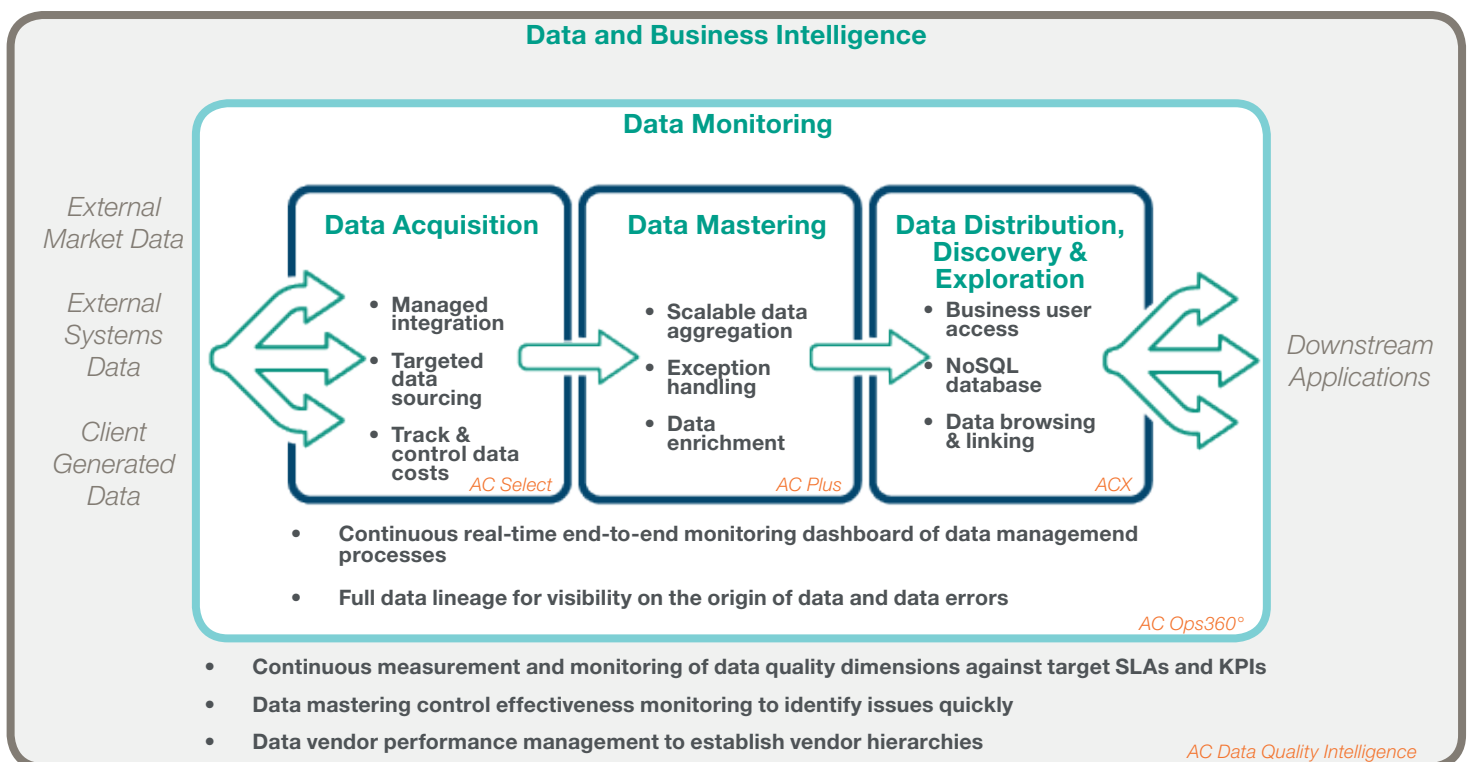 Data and Business Intelligence
Data Monitoring
External
Market Data
External
Systems
Data
Client
Generated
Data
Data Acquisition
• Managed
integration
• Targeted
data
sourcing
• Track &
control data
costs
AC Select
Data Mastering
• Scalable data
aggregation
• Exception
handling
• Data
enrichment
AC Plus
Data Distribution,
Discovery &
Exploration
• Business user
access
• NoSQL
database
• Data browsing
& linking
ACX
Downstream
Applications
• Continuous real-time end-to-end monitoring dashboard of data managemend
processes
• Full data lineage for visibility on the origin of data and data errors
AC Ops360°
• Continuous measurement and monitoring of data quality dimensions against target SLAs and KPIs
• Data mastering control effectiveness monitoring to identify issues quickly
• Data vendor performance management to establish vendor hierarchies
AC Data Quality Intelligence